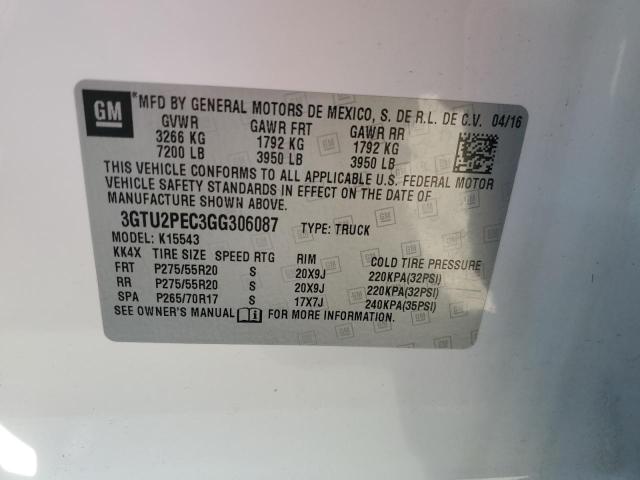 GM
*MFD BY GENERAL MOTORS DE MEXICO, S. DE R.L. DE C.V. 04/16
GVWR GAWR FRT GAWR RR
3266 KG 1792 KG 1792 KG
7200 LB 3950 LB 3950 LB
THIS VEHICLE CONFORMS TO ALL APPLICABLE U.S. FEDERAL MOTOR
VEHICLE SAFETY STANDARDS IN EFFECT ON THE DATE OF
MANUFACTURE SHOWN ABOVE.
3GTU2PEC3GG306087 TYPE: TRUCK
MODEL: K15543
KK4X TIRE SIZE SPEED RTG RIM COLD TIRE PRESSURE
FRT P275/55R20 S 20X9J 220KPA(32PSI)
RR P275/55R20 S 20X9J 220KPA(32PSI)
SPA P265/70R17 S 17X7J 240KPA(35PSI)
SEE OWNER'S MANUAL FOR MORE INFORMATION.